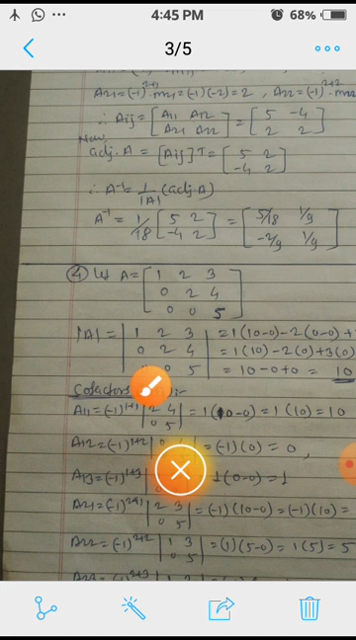 4:45 PM
68%
3/5
A21=(-1)²⁺¹.m21=(-1)(-2)=2, A22=(-1)²⁺²
∴ Aij = [A11 A12 = [5 -4
A21 A22] 2 2]
Now,
adj.A = [Aij]T = [5 2
-4 2]
∴ A⁻¹ = 1/|A| (adj.A)
A⁻¹ = 1/18 [5 2 = [5/18 1/9
-4 2] -2/9 1/9]
④ Let A = [1 2 3
0 2 4
0 0 5]
|A| = | 1 2 3 | = 1(10-0)-2(0-0)+
0 2 4 | = 1(10)-2(0)+3(0)
0 5 | = 10-0+0 = 10
Cofactors
A11=(-1)¹⁺¹ | 2 4 | = 1(10-0) = 1(10) = 10
0 5
A12=(-1)¹⁺² = (-1)(0) = 0,
A13=(-1)¹⁺³ 1(0-0) = 1
A21=(-1)²⁺¹ | 2 3 | = (-1)(10-0) = (-1)(10) =
0 5
A22=(-1)²⁺² | 1 3 | = (1)(5-0) = 1(5) = 5
0 5